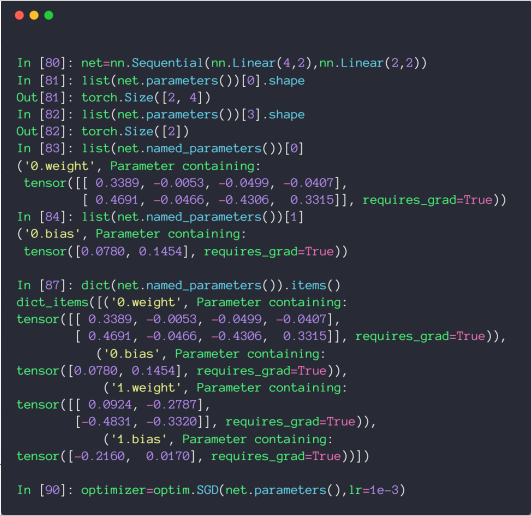 In [80]: net=nn.Sequential(nn.Linear(4,2),nn.Linear(2,2))
In [81]: list(net.parameters())[0].shape
Out[81]: torch.Size([2, 4])
In [82]: list(net.parameters())[3].shape
Out[82]: torch.Size([2])
In [83]: list(net.named_parameters())[0]
('0.weight', Parameter containing:
 tensor([[ 0.3389, -0.0053, -0.0499, -0.0407],
         [ 0.4691, -0.0466, -0.4306,  0.3315]], requires_grad=True))
In [84]: list(net.named_parameters())[1]
('0.bias', Parameter containing:
 tensor([0.0780, 0.1454], requires_grad=True))
In [87]: dict(net.named_parameters()).items()
dict_items([('0.weight', Parameter containing:
tensor([[ 0.3389, -0.0053, -0.0499, -0.0407],
        [ 0.4691, -0.0466, -0.4306,  0.3315]], requires_grad=True)),
           ('0.bias', Parameter containing:
tensor([0.0780, 0.1454], requires_grad=True)),
            ('1.weight', Parameter containing:
tensor([[ 0.0924, -0.2787],
        [-0.4831, -0.3320]], requires_grad=True)),
            ('1.bias', Parameter containing:
tensor([-0.2160,  0.0170], requires_grad=True))])
In [90]: optimizer=optim.SGD(net.parameters(),lr=1e-3)